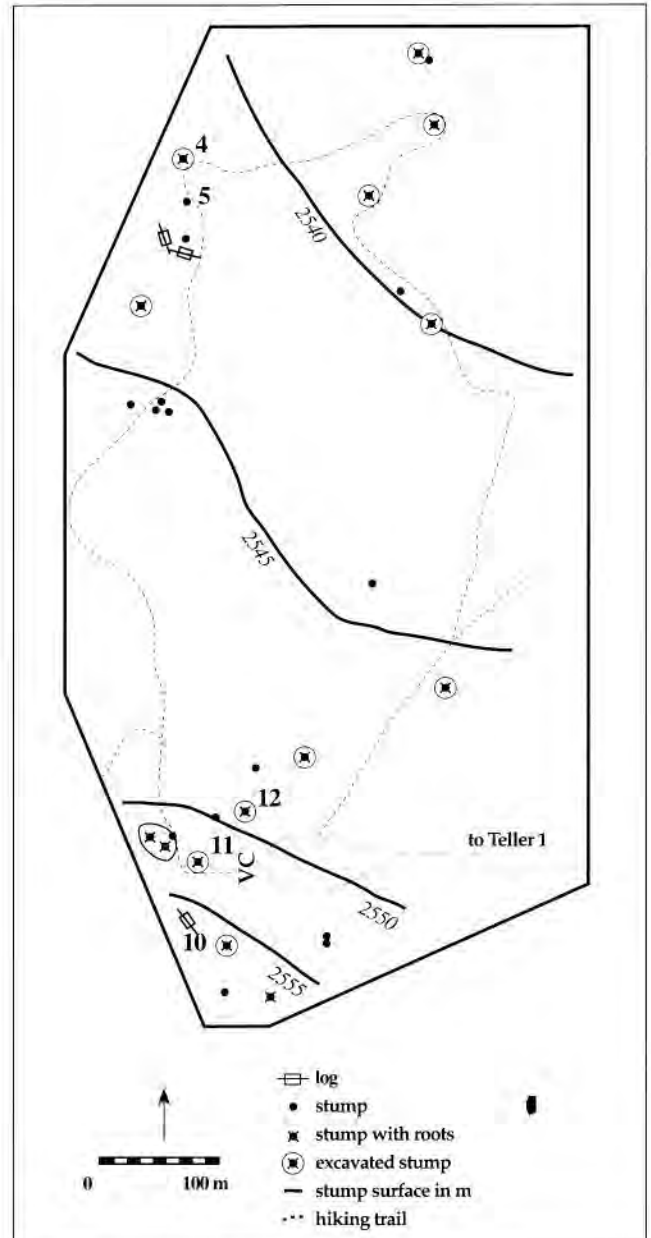 4
5
2540
2545
12
11
to Teller 1
VC
2550
10
2555
log
stump
stump with roots
0 100 m
excavated stump
stump surface in m
hiking trail